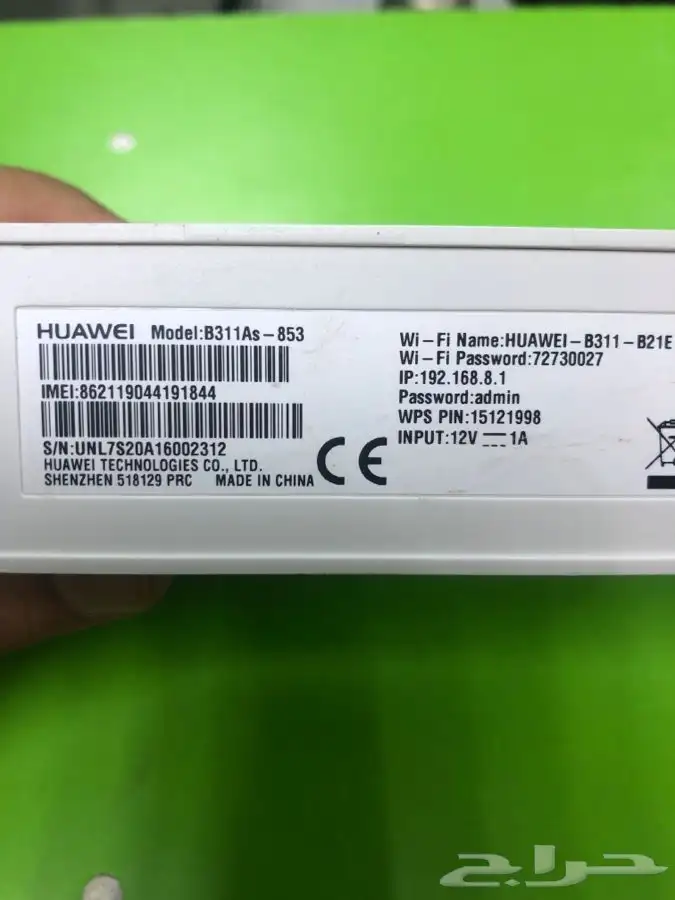 HUAWEI Model:B311As-853
IMEI:862119044191844
S/N:UNL7S20A16002312
HUAWEI TECHNOLOGIES CO., LTD.
SHENZHEN 518129 PRC MADE IN CHINA
CE
Wi-Fi Name:HUAWEI-B311-B21E
Wi-Fi Password:72730027
IP:192.168.8.1
Password:admin
WPS PIN:15121998
INPUT:12V ⎓ 1A
حراج